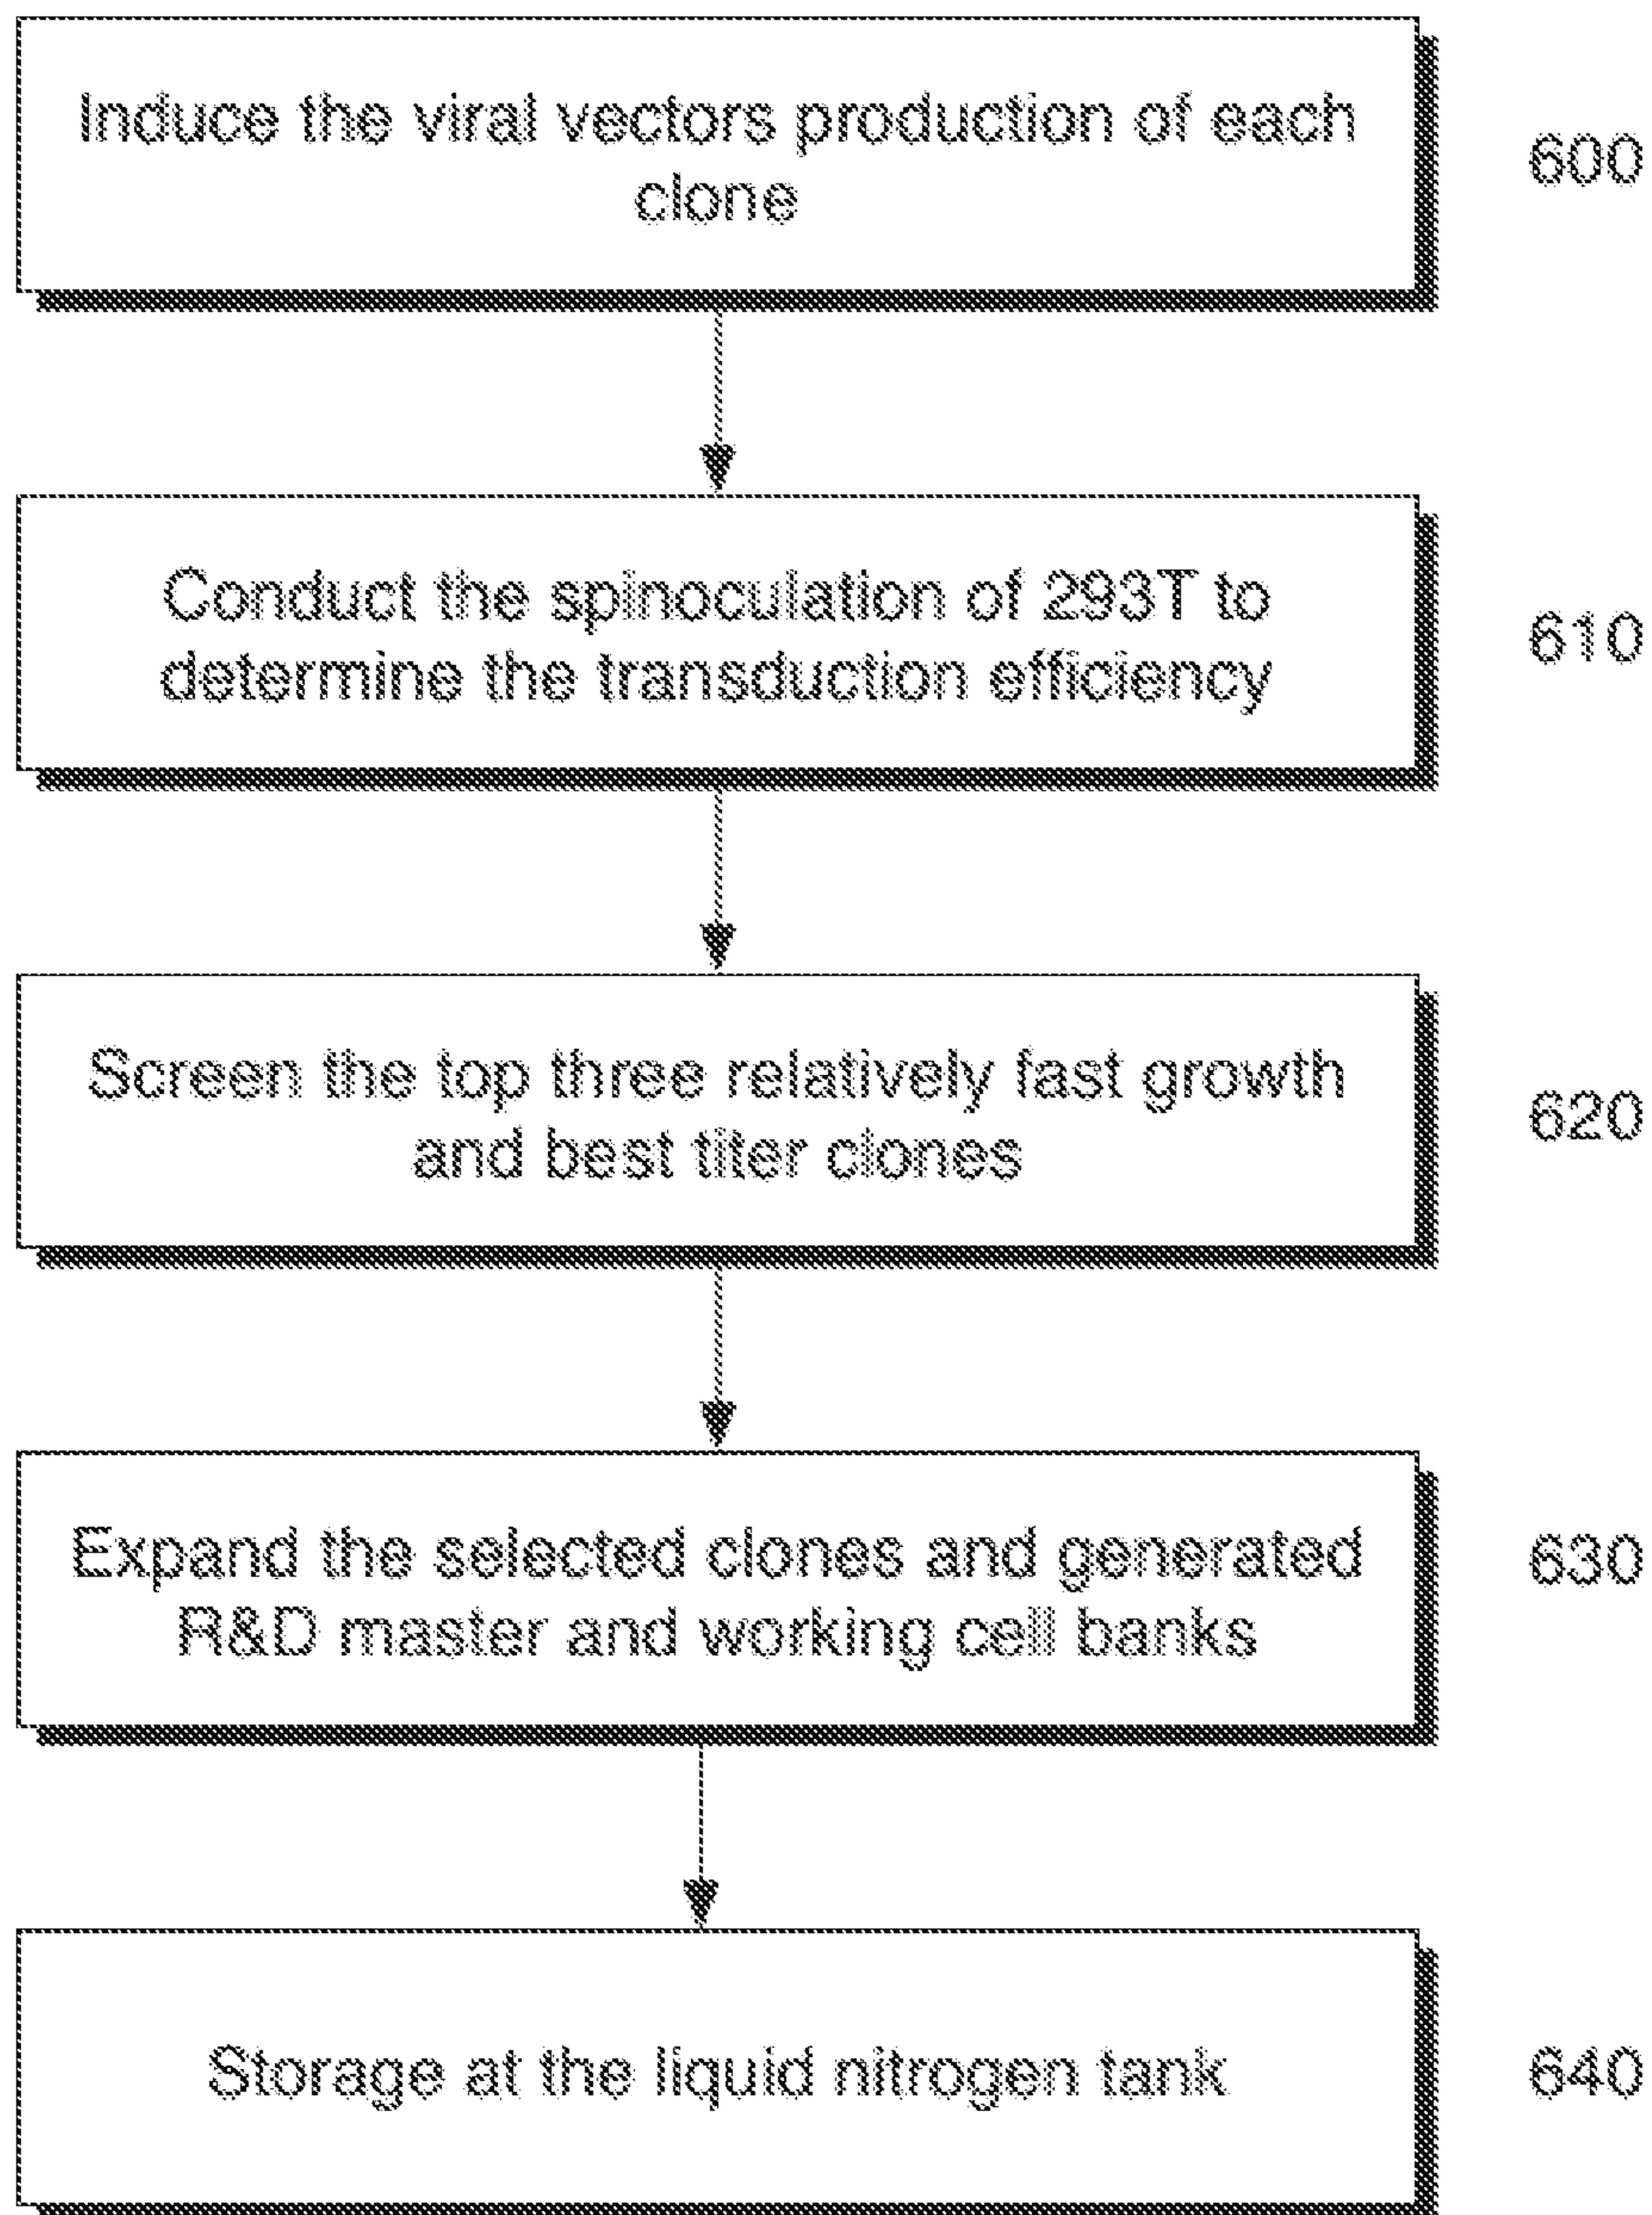 Induce the viral vectors production of each
clone
600
Conduct the spinoculation of 293T to
determine the transduction efficiency
610
Screen the top three relatively fast growth
and best titer clones
620
Expand the selected clones and generated
R&D master and working cell banks
630
Storage at the liquid nitrogen tank
640